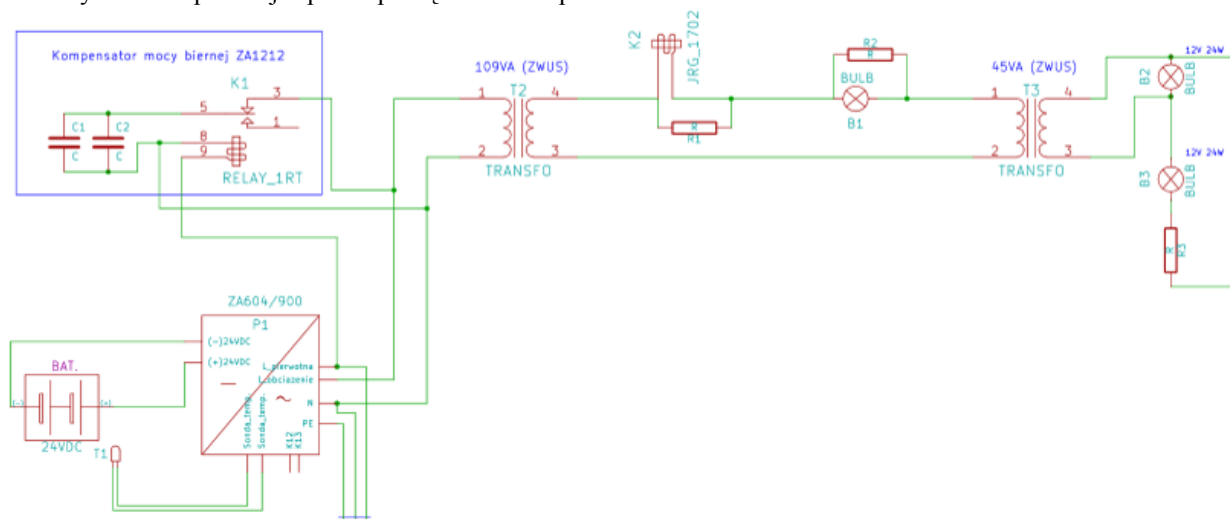 Kompensator mocy biernej ZA1212
K1
5
3
1
8
9
C1
C
C2
C
RELAY_1RT
109VA (ZWUS)
1
T2
4
2
3
TRANSFO
K2
JRG_1702
R
R1
R2
R
BULB
B1
45VA (ZWUS)
1
T3
4
2
3
TRANSFO
12V 24W
B2
BULB
12V 24W
B3
BULB
R3
ZA604/900
P1
(-)24VDC
(+)24VDC
L_pierwotna
L_obciazenie
N
PE
Sonda_temp.
Sonda_temp.
K12
K13
BAT.
(-)
(+)
24VDC
T1